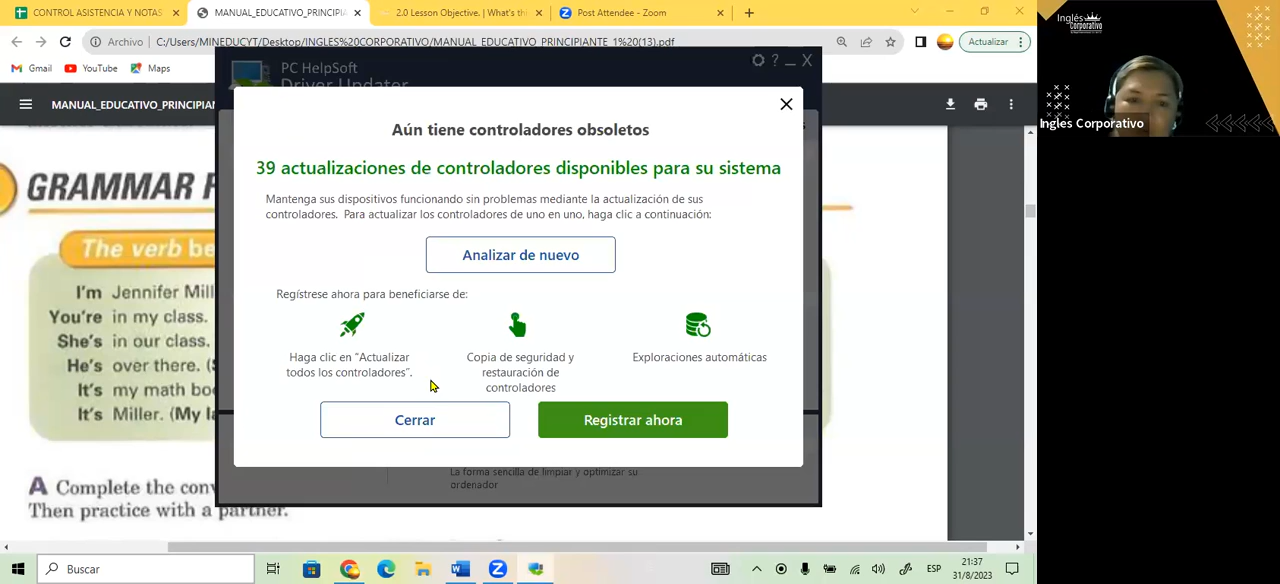 CONTROL ASISTENCIA Y NOTAS
MANUAL_EDUCATIVO_PRINCIPIA
2.0 Lesson Objective. | What's thi
Post Attendee - Zoom
Archivo
C:/Users/MINEDUCYT/Desktop/INGLES%20CORPORATIVO/MANUAL_EDUCATIVO_PRINCIPIANTE_1%20(13).pdf
Actualizar
Gmail
YouTube
Maps
MANUAL_EDUCATIVO_PRINCIPIAN
PC HelpSoft
Driver Updater
Aún tiene controladores obsoletos
39 actualizaciones de controladores disponibles para su sistema
Mantenga sus dispositivos funcionando sin problemas mediante la actualización de sus
controladores. Para actualizar los controladores de uno en uno, haga clic a continuación:
Analizar de nuevo
Regístrese ahora para beneficiarse de:
Haga clic en "Actualizar
todos los controladores".
Copia de seguridad y
restauración de
controladores
Exploraciones automáticas
Cerrar
Registrar ahora
La forma sencilla de limpiar y optimizar su
ordenador
GRAMMAR F
The verb be
I'm Jennifer Mill
You're in my class.
She's in our class.
He's over there. (
It's my math bo
It's Miller. (My la
A Complete the conv
Then practice with a partner.
Inglés
Corporativo
Ingles Corporativo
Buscar
ESP
21:37
31/8/2023